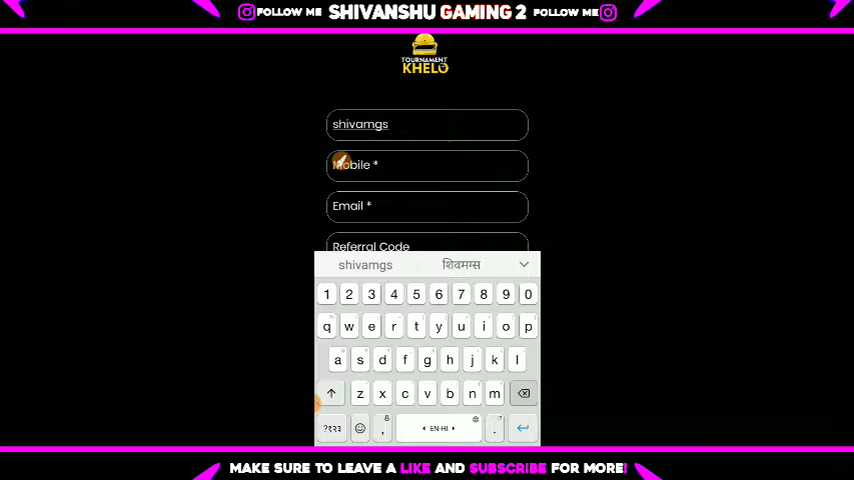 FOLLOW ME SHIVANSHU GAMING 2 FOLLOW ME
TOURNAMENT
KHELO
shivamgs
Mobile *
Email *
Referral Code
shivamgs शिवमग्स
1 2 3 4 5 6 7 8 9 0
q w e r t y u i o p
a s d f g h j k l
z x c v b n m
?१२३ , EN·HI .
MAKE SURE TO LEAVE A LIKE AND SUBSCRIBE FOR MORE!